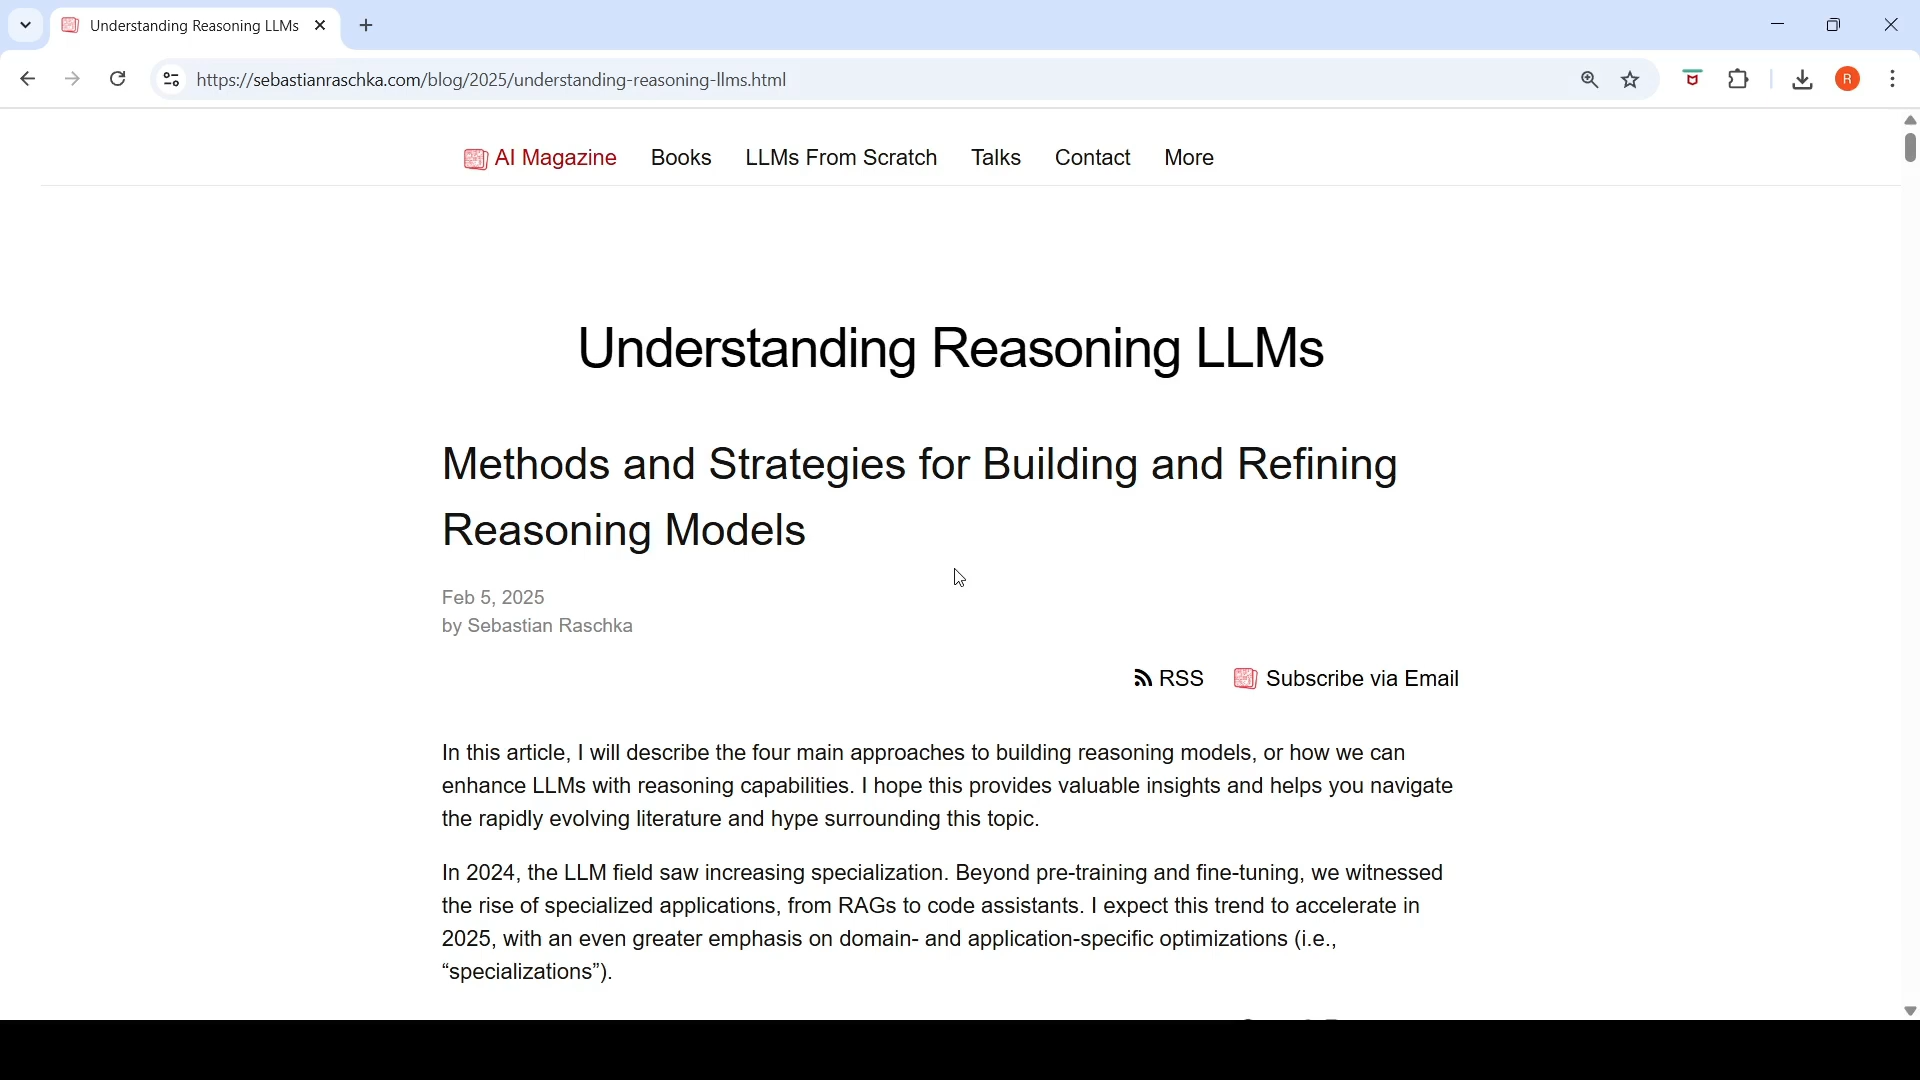 Understanding Reasoning LLMs
https://sebastianraschka.com/blog/2025/understanding-reasoning-llms.html
R
AI Magazine Books LLMs From Scratch Talks Contact More
Understanding Reasoning LLMs
Methods and Strategies for Building and Refining
Reasoning Models
Feb 5, 2025
by Sebastian Raschka
RSS Subscribe via Email
In this article, I will describe the four main approaches to building reasoning models, or how we can
enhance LLMs with reasoning capabilities. I hope this provides valuable insights and helps you navigate
the rapidly evolving literature and hype surrounding this topic.
In 2024, the LLM field saw increasing specialization. Beyond pre-training and fine-tuning, we witnessed
the rise of specialized applications, from RAGs to code assistants. I expect this trend to accelerate in
2025, with an even greater emphasis on domain- and application-specific optimizations (i.e.,
“specializations”).